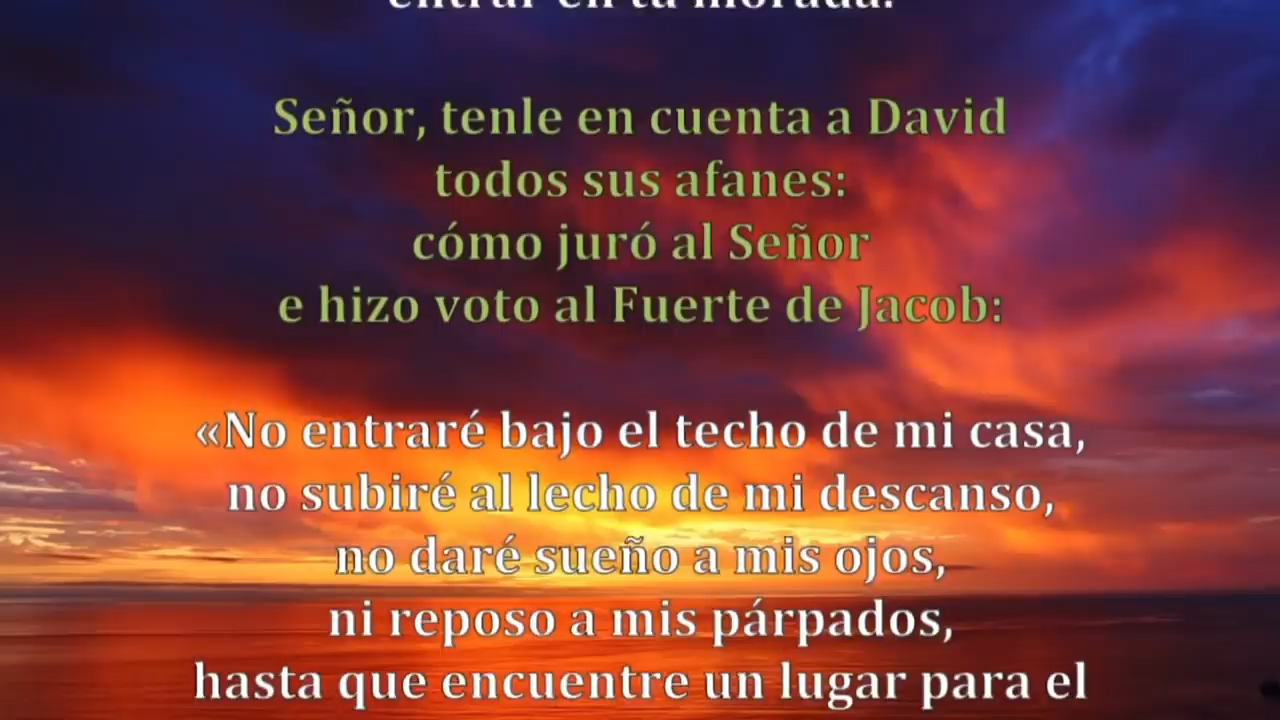 entrar en tu morada.
Señor, tenle en cuenta a David
todos sus afanes:
cómo juró al Señor
e hizo voto al Fuerte de Jacob:
«No entraré bajo el techo de mi casa,
no subiré al lecho de mi descanso,
no daré sueño a mis ojos,
ni reposo a mis párpados,
hasta que encuentre un lugar para el